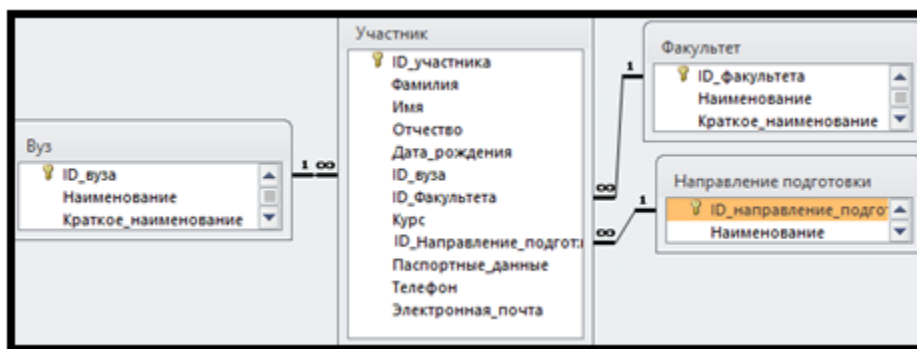 Вуз
ID_вуза
Наименование
Краткое_наименование
1 ∞
Участник
ID_участника
Фамилия
Имя
Отчество
Дата_рождения
ID_вуза
ID_Факультета
Курс
ID_Направление_подгот
Паспортные_данные
Телефон
Электронная_почта
1
∞
1
∞
Факультет
ID_факультета
Наименование
Краткое_наименование
Направление подготовки
ID_направление_подгот
Наименование